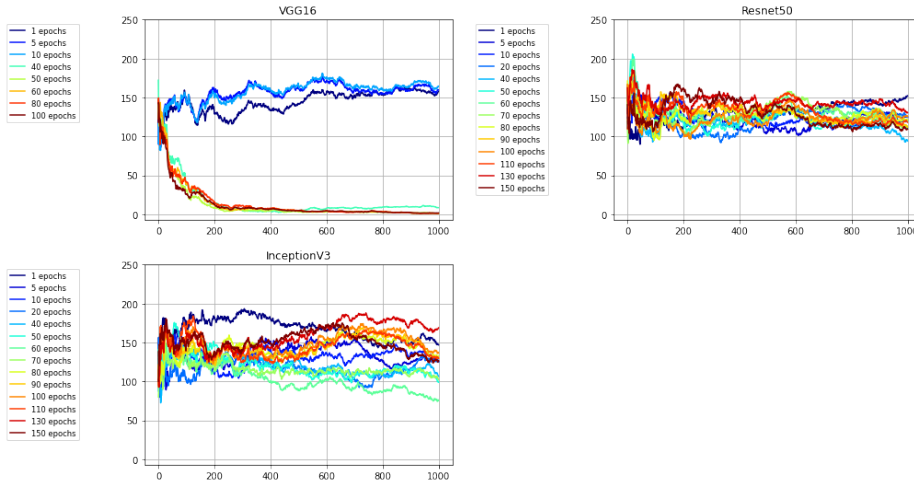 VGG16
1 epochs
5 epochs
10 epochs
40 epochs
50 epochs
60 epochs
80 epochs
100 epochs
250
200
150
100
50
0
0 200 400 600 800 1000
Resnet50
1 epochs
5 epochs
10 epochs
20 epochs
40 epochs
50 epochs
60 epochs
70 epochs
80 epochs
90 epochs
100 epochs
110 epochs
130 epochs
150 epochs
250
200
150
100
50
0
0 200 400 600 800 1000
InceptionV3
1 epochs
5 epochs
10 epochs
20 epochs
40 epochs
50 epochs
60 epochs
70 epochs
80 epochs
90 epochs
100 epochs
110 epochs
130 epochs
150 epochs
250
200
150
100
50
0
0 200 400 600 800 1000